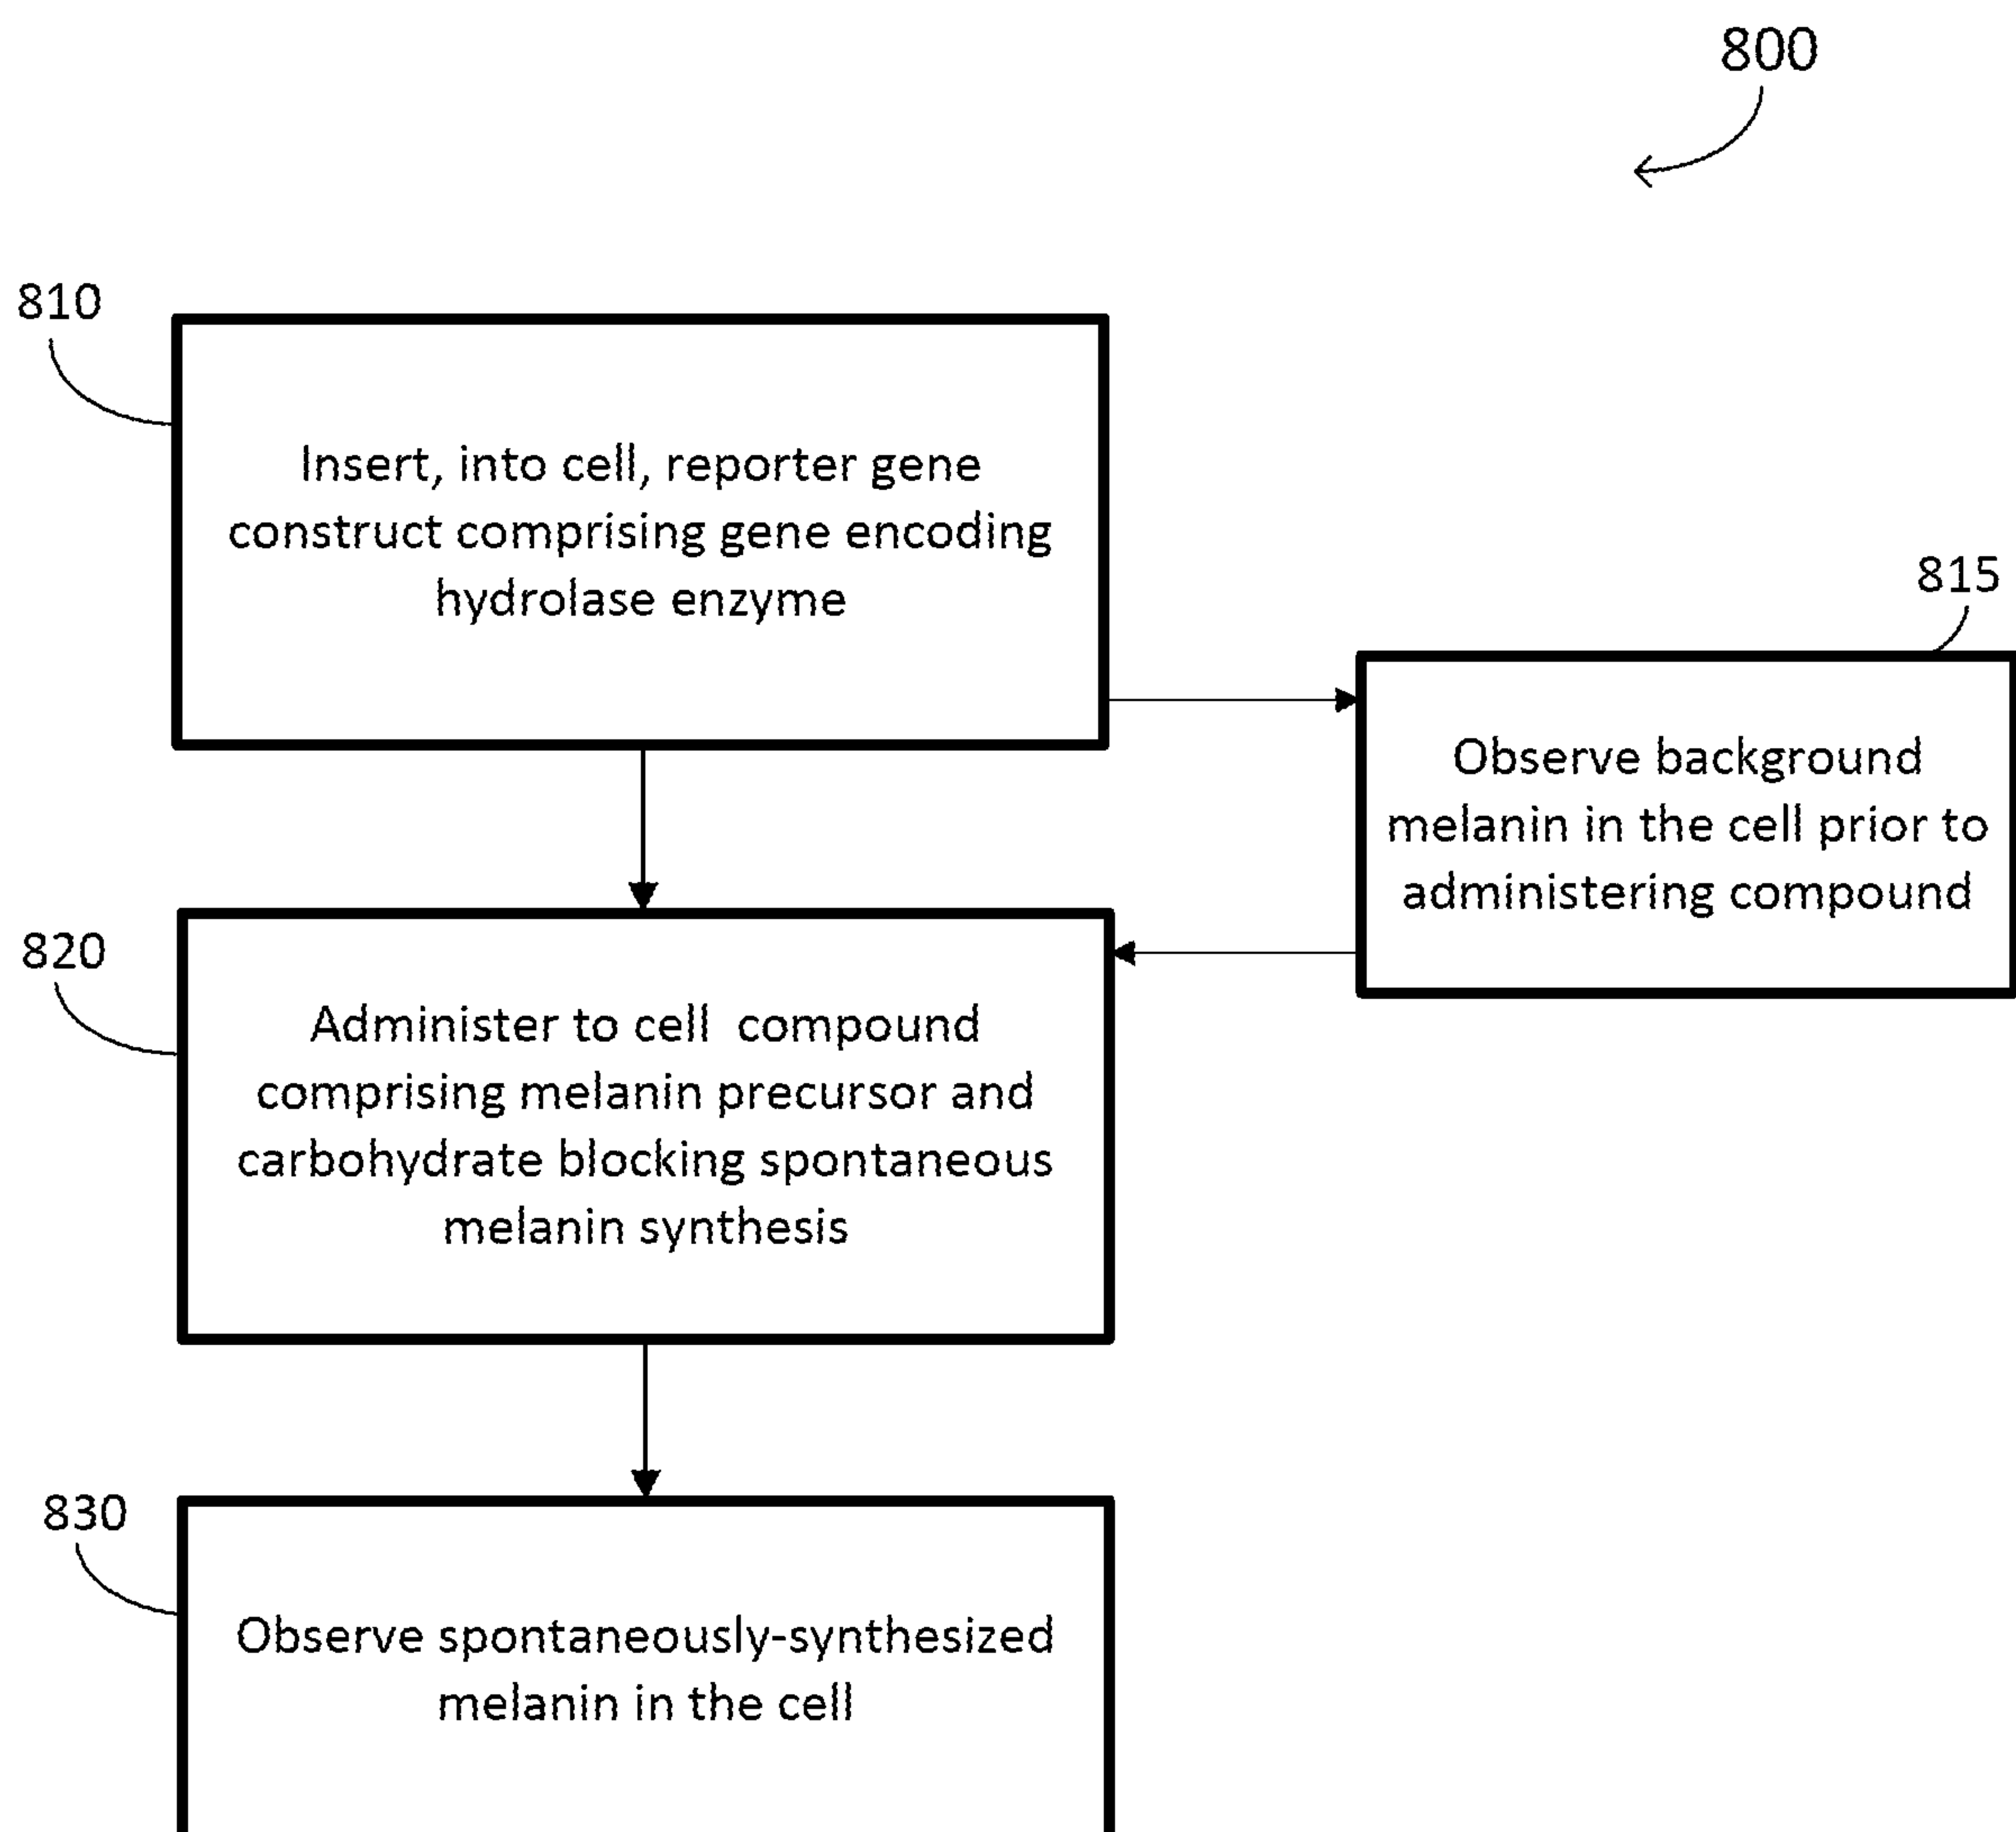 800
810
Insert, into cell, reporter gene
construct comprising gene encoding
hydrolase enzyme
815
Observe background
melanin in the cell prior to
administering compound
820
Administer to cell compound
comprising melanin precursor and
carbohydrate blocking spontaneous
melanin synthesis
830
Observe spontaneously-synthesized
melanin in the cell